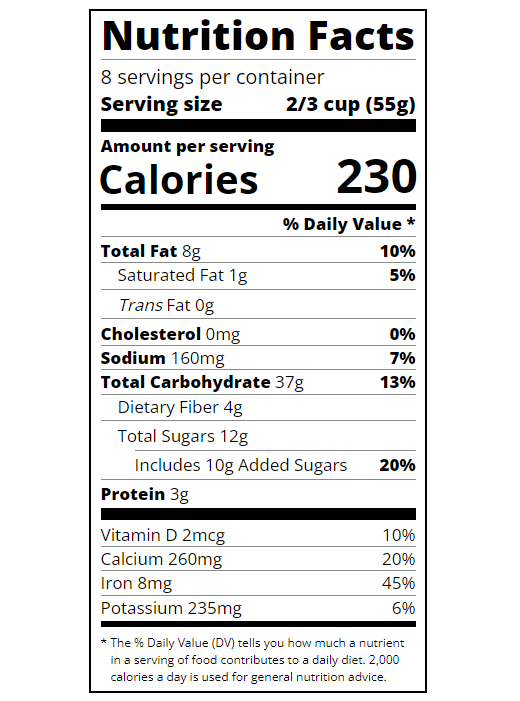 Nutrition Facts
8 servings per container
Serving size 2/3 cup (55g)
Amount per serving
Calories 230
% Daily Value *
Total Fat 8g 10%
Saturated Fat 1g 5%
Trans Fat 0g
Cholesterol 0mg 0%
Sodium 160mg 7%
Total Carbohydrate 37g 13%
Dietary Fiber 4g
Total Sugars 12g
Includes 10g Added Sugars 20%
Protein 3g
Vitamin D 2mcg 10%
Calcium 260mg 20%
Iron 8mg 45%
Potassium 235mg 6%
* The % Daily Value (DV) tells you how much a nutrient
in a serving of food contributes to a daily diet. 2,000
calories a day is used for general nutrition advice.